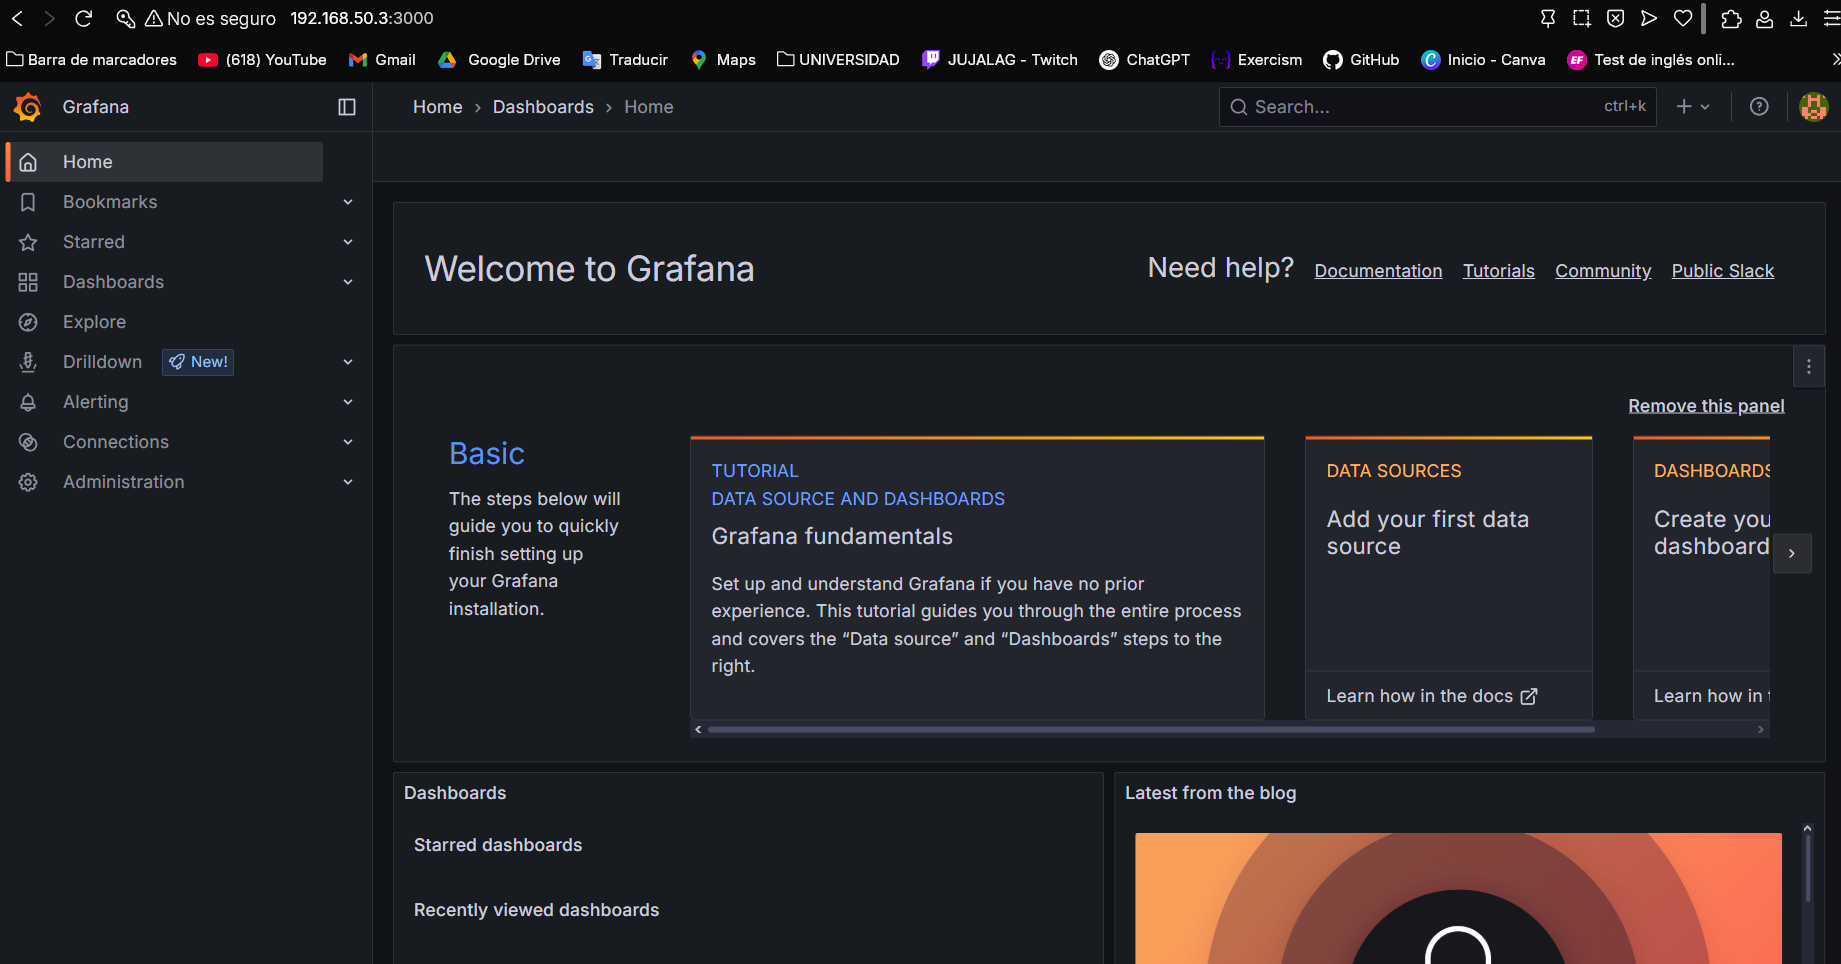 No es seguro 192.168.50.3:3000
Barra de marcadores (618) YouTube Gmail Google Drive Traducir Maps UNIVERSIDAD JUJALAG - Twitch ChatGPT Exercism GitHub Inicio - Canva EF Test de inglés onli...
Grafana
Home › Dashboards › Home
Search... ctrl+k
Home
Bookmarks
Starred
Dashboards
Explore
Drilldown New!
Alerting
Connections
Administration
Welcome to Grafana
Need help? Documentation Tutorials Community Public Slack
Remove this panel
Basic
The steps below will
guide you to quickly
finish setting up
your Grafana
installation.
TUTORIAL
DATA SOURCE AND DASHBOARDS
Grafana fundamentals
Set up and understand Grafana if you have no prior
experience. This tutorial guides you through the entire process
and covers the “Data source” and “Dashboards” steps to the
right.
DATA SOURCES
Add your first data
source
Learn how in the docs
DASHBOARDS
Create you
dashboard
Learn how in t
Dashboards
Starred dashboards
Recently viewed dashboards
Latest from the blog